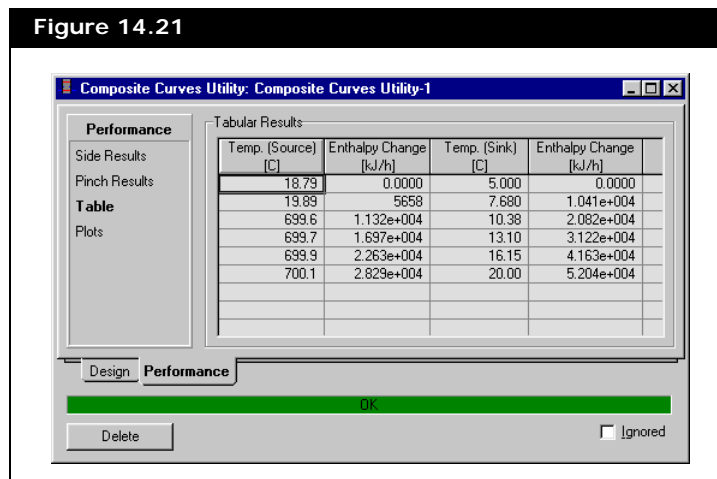 Figure 14.21
Composite Curves Utility: Composite Curves Utility-1
Performance
Side Results
Pinch Results
Table
Plots
Tabular Results
Temp. (Source) [C] Enthalpy Change [kJ/h] Temp. (Sink) [C] Enthalpy Change [kJ/h]
18.79 0.0000 5.000 0.0000
19.89 5658 7.680 1.041e+004
699.6 1.132e+004 10.38 2.082e+004
699.7 1.697e+004 13.10 3.122e+004
699.9 2.263e+004 16.15 4.163e+004
700.1 2.829e+004 20.00 5.204e+004
Design Performance
OK
Delete Ignored